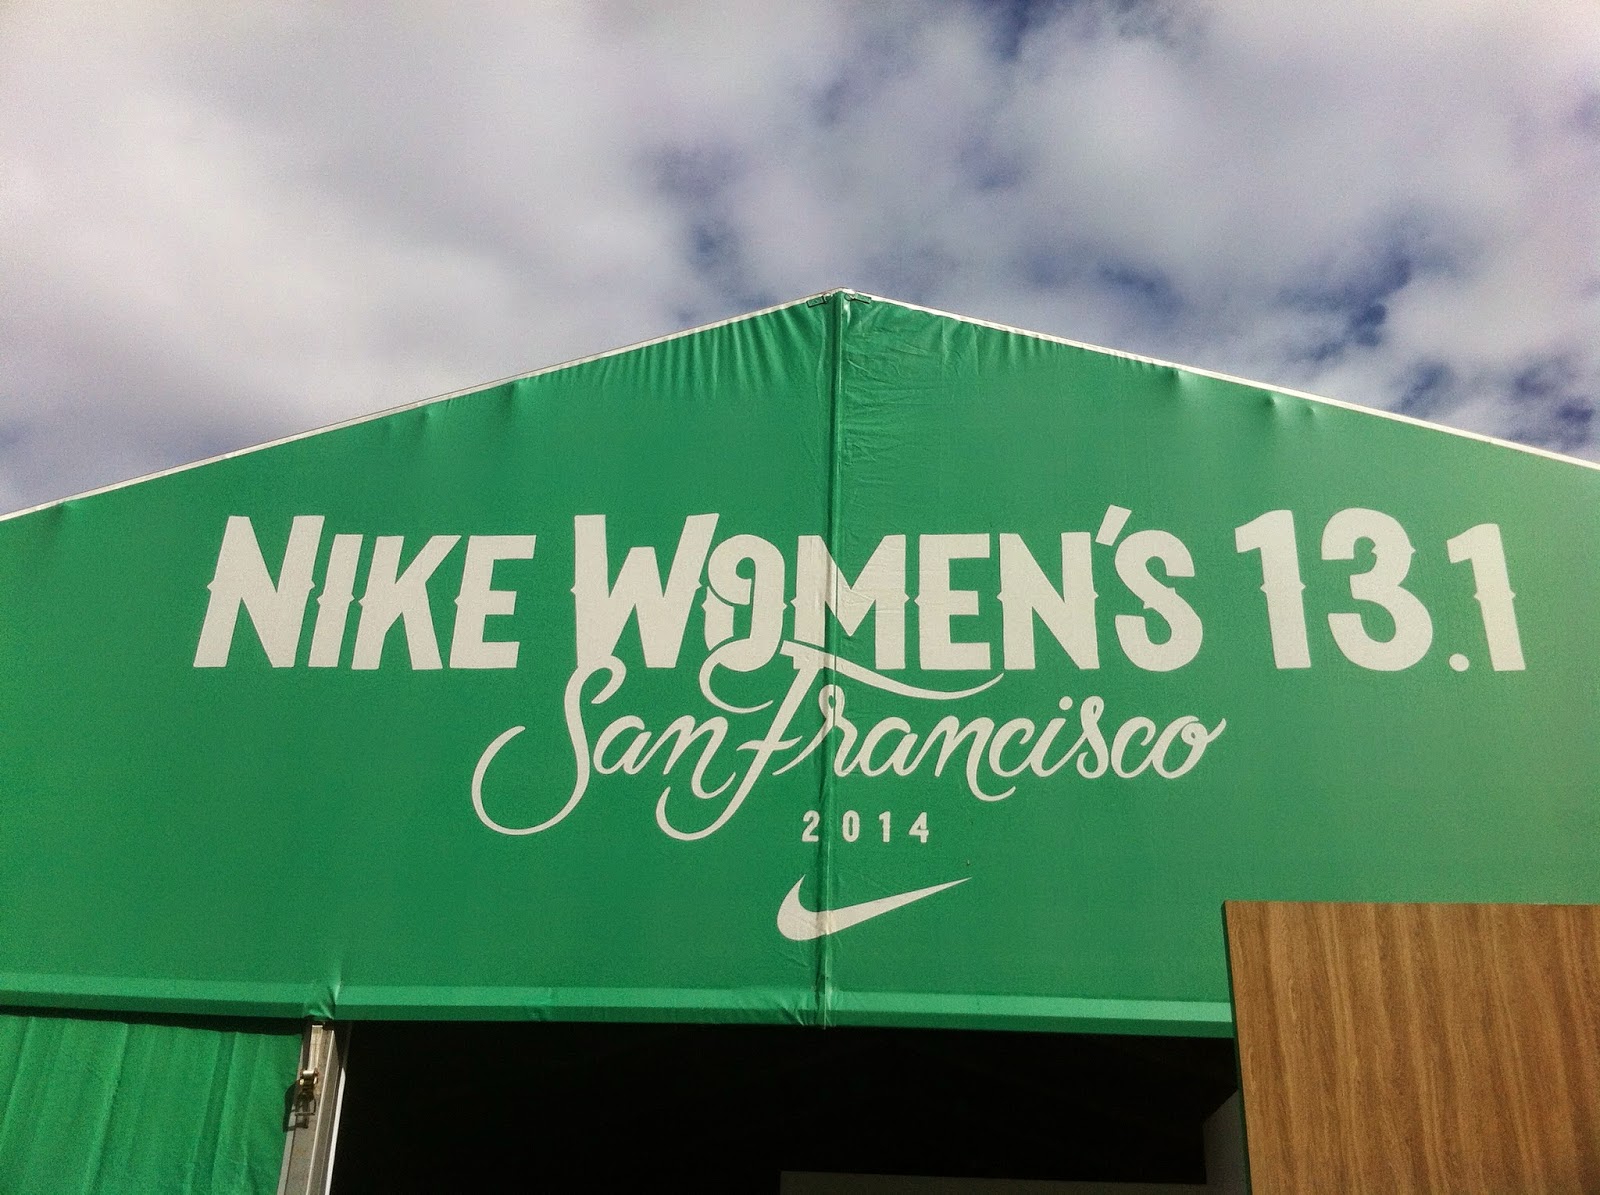 NIKE WOMEN'S 13.1
San Francisco
2014